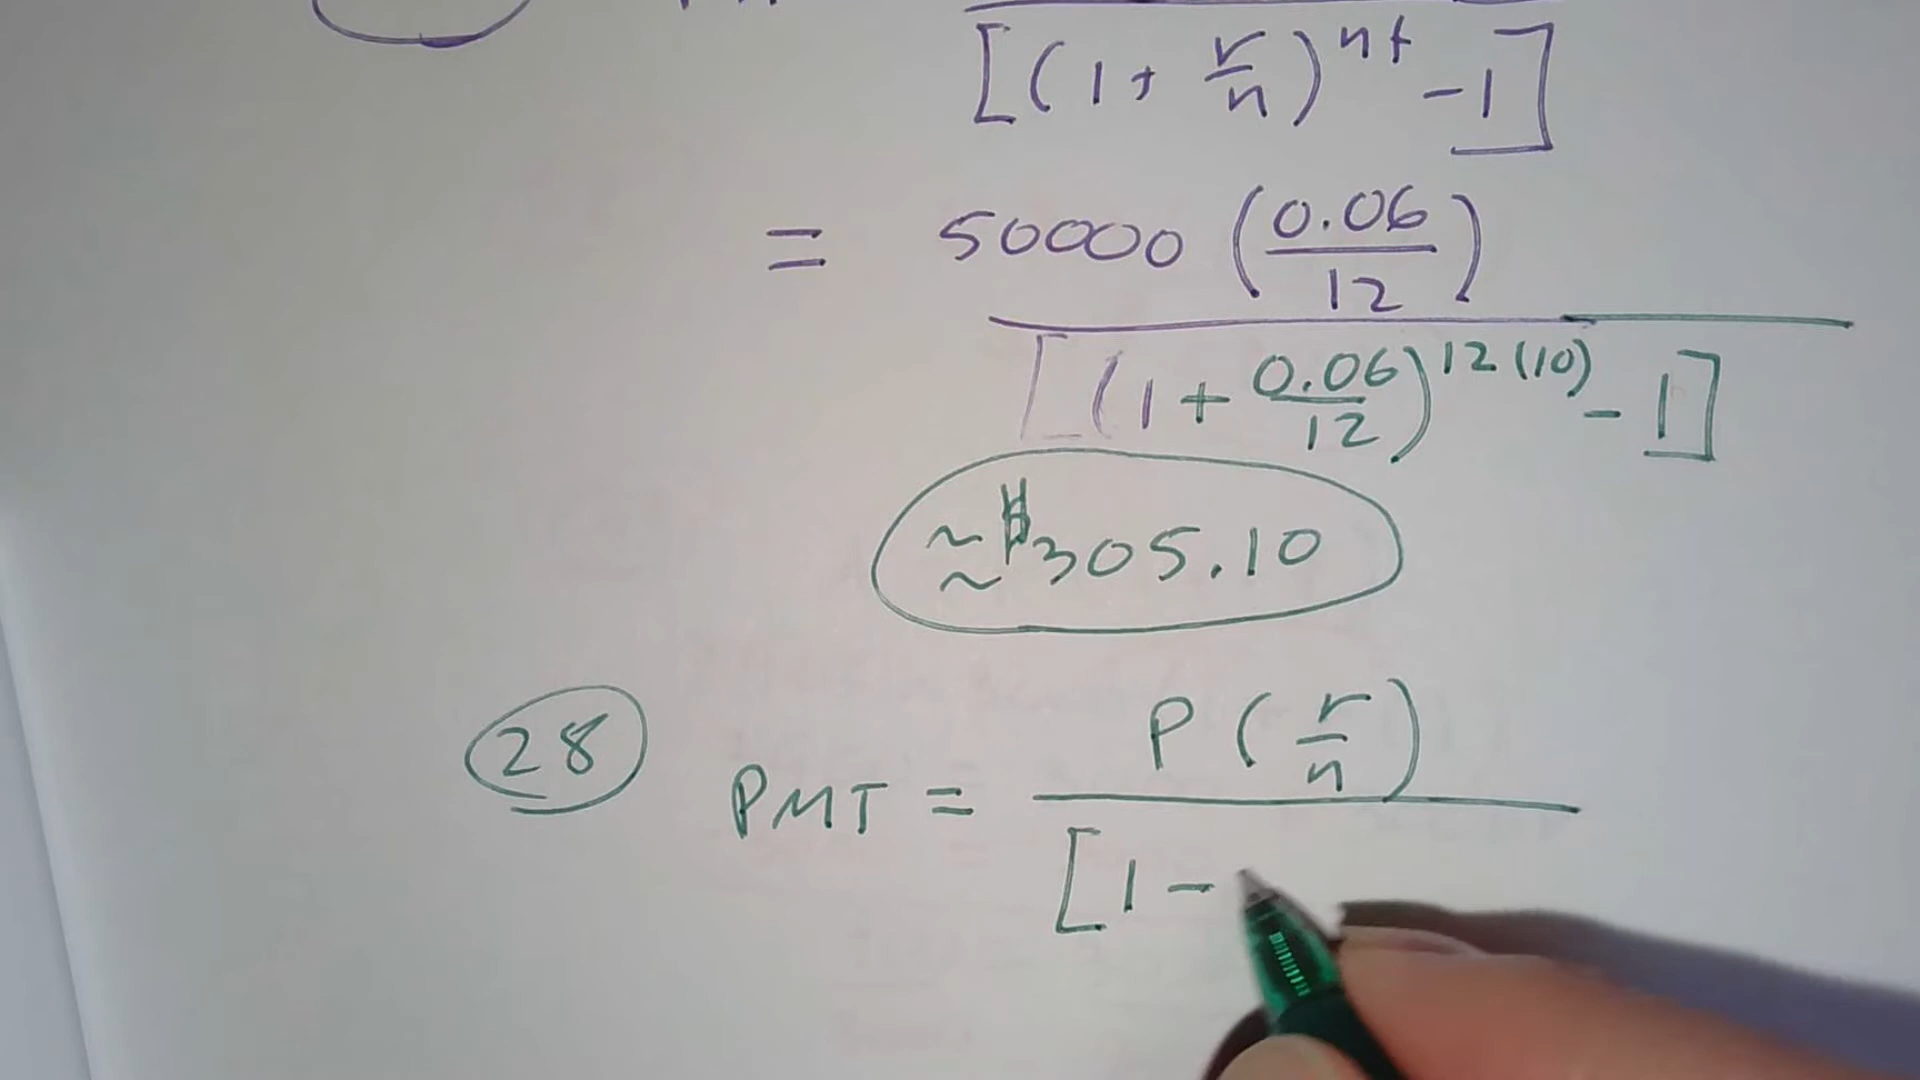 [(1 + r/n)^nt - 1]
= 50000 (0.06/12)
[(1 + 0.06/12)^12(10) - 1]
≈ $305.10
28 PMT = P (r/n)
[1 -